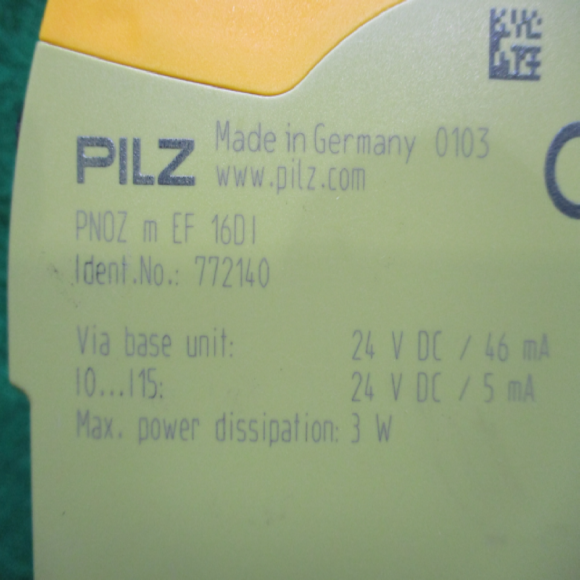 PILZ Made in Germany 0103
www.pilz.com
PNOZ m EF 16DI
Ident.No.: 772140
Via base unit: 24 V DC / 46 mA
I0...I15: 24 V DC / 5 mA
Max. power dissipation: 3 W